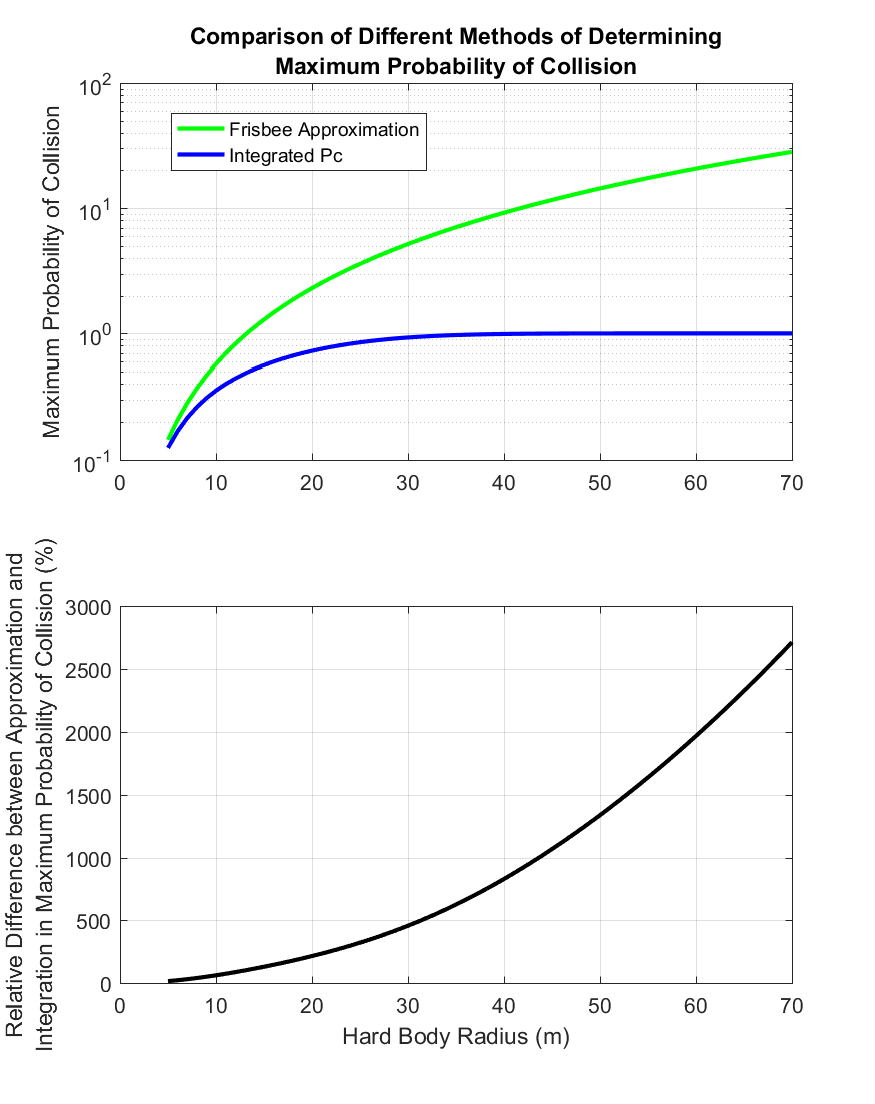 Comparison of Different Methods of Determining
Maximum Probability of Collision
Maximum Probability of Collision
10^2
10^1
10^0
10^-1
Frisbee Approximation
Integrated Pc
0 10 20 30 40 50 60 70
Relative Difference between Approximation and
Integration in Maximum Probability of Collision (%)
3000
2500
2000
1500
1000
500
0
0 10 20 30 40 50 60 70
Hard Body Radius (m)